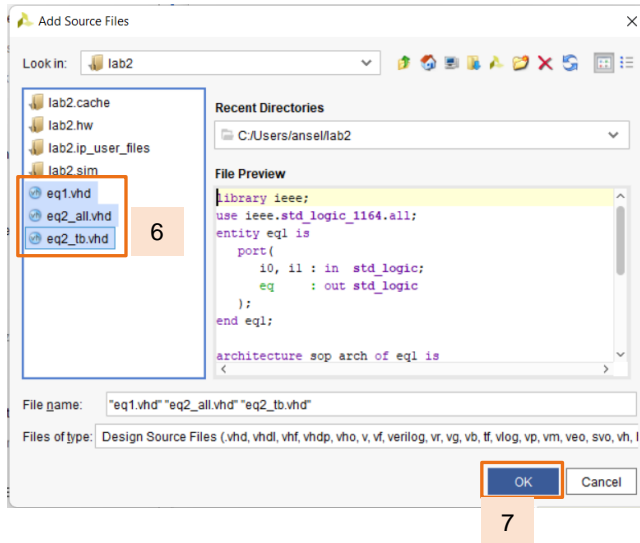 Add Source Files
Look in: lab2
lab2.cache
lab2.hw
lab2.ip_user_files
lab2.sim
eq1.vhd
eq2_all.vhd
eq2_tb.vhd
6
Recent Directories
C:/Users/ansel/lab2
File Preview
library ieee;
use ieee.std_logic_1164.all;
entity eq1 is
port(
i0, i1 : in std_logic;
eq : out std_logic
);
end eq1;
architecture sop arch of eq1 is
File name: "eq1.vhd" "eq2_all.vhd" "eq2_tb.vhd"
Files of type: Design Source Files (.vhd, vhdl, vhf, vhdp, vho, v, vf, verilog, vr, vg, vb, tf, vlog, vp, vm, veo, svo, vh,
OK
Cancel
7